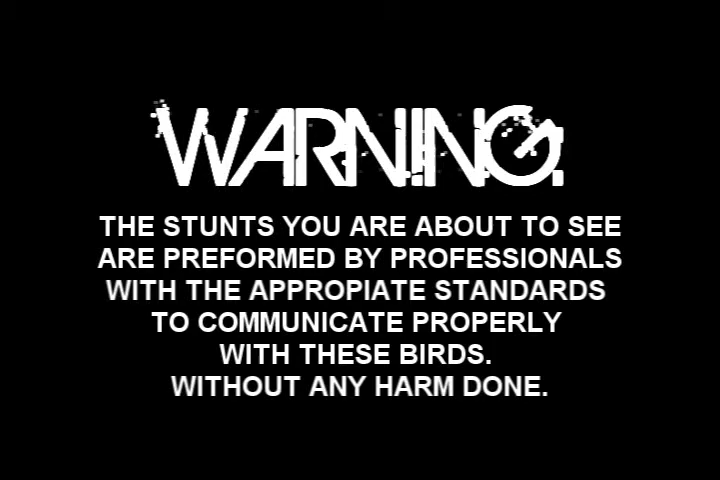 WARNING.
THE STUNTS YOU ARE ABOUT TO SEE
ARE PREFORMED BY PROFESSIONALS
WITH THE APPROPIATE STANDARDS
TO COMMUNICATE PROPERLY
WITH THESE BIRDS.
WITHOUT ANY HARM DONE.